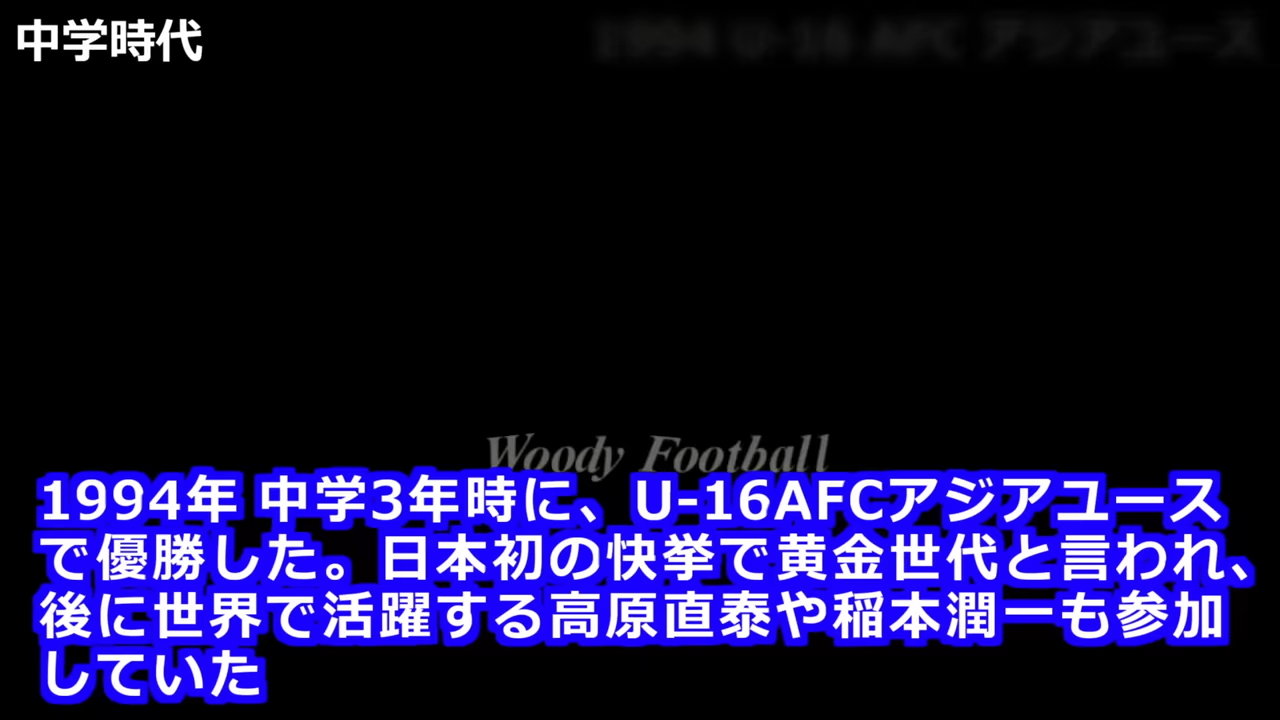 中学時代
1994 U-16 AFC アジアユース
Woody Football
1994年 中学3年時に、U-16AFCアジアユース
で優勝した。日本初の快挙で黄金世代と言われ、
後に世界で活躍する高原直泰や稲本潤一も参加
していた